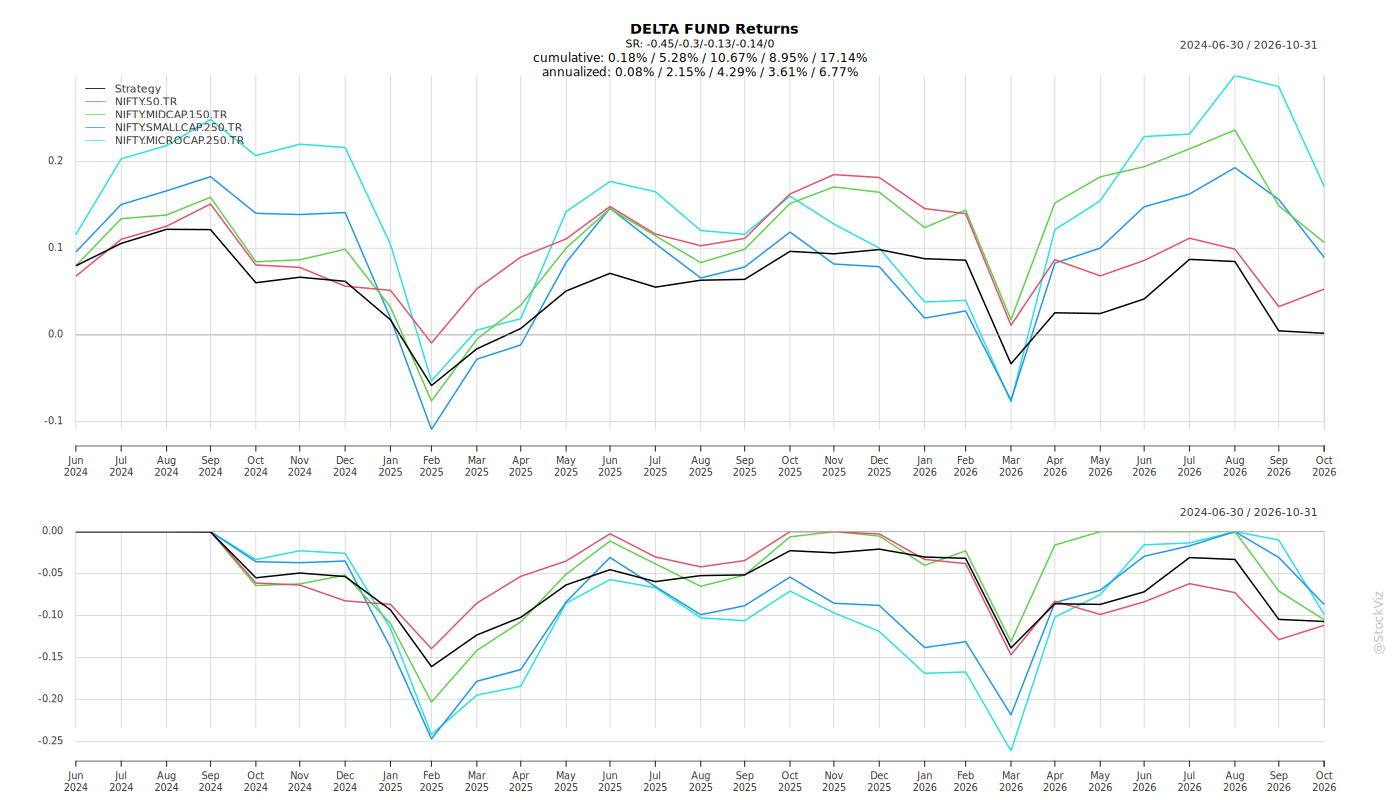 DELTA FUND Returns
SR: -0.45/-0.3/-0.13/-0.14/0
cumulative: 0.18% / 5.28% / 10.67% / 8.95% / 17.14%
annualized: 0.08% / 2.15% / 4.29% / 3.61% / 6.77%
2024-06-30 / 2026-10-31
Strategy
NIFTY.50.TR
NIFTY.MIDCAP.150.TR
NIFTY.SMALLCAP.250.TR
NIFTY.MICROCAP.250.TR
0.2
0.1
0.0
-0.1
Jun Jul Aug Sep Oct Nov Dec Jan Feb Mar Apr May Jun Jul Aug Sep Oct Nov Dec Jan Feb Mar Apr May Jun Jul Aug Sep Oct
2024 2024 2024 2024 2024 2024 2024 2025 2025 2025 2025 2025 2025 2025 2025 2025 2025 2025 2025 2026 2026 2026 2026 2026 2026 2026 2026 2026 2026
2024-06-30 / 2026-10-31
0.00
-0.05
-0.10
-0.15
-0.20
-0.25
Jun Jul Aug Sep Oct Nov Dec Jan Feb Mar Apr May Jun Jul Aug Sep Oct Nov Dec Jan Feb Mar Apr May Jun Jul Aug Sep Oct
2024 2024 2024 2024 2024 2024 2024 2025 2025 2025 2025 2025 2025 2025 2025 2025 2025 2025 2025 2026 2026 2026 2026 2026 2026 2026 2026 2026 2026
@StockViz